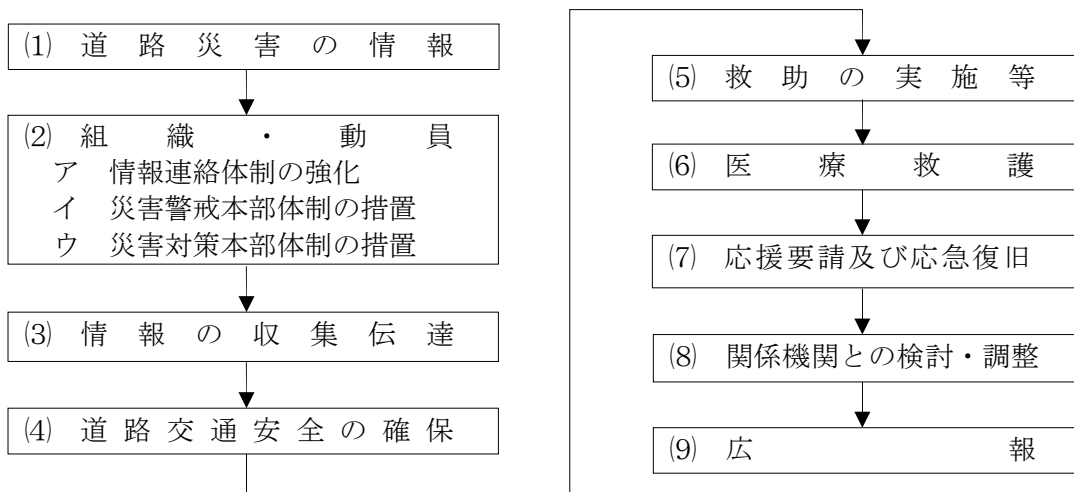 ⑴ 道路災害の情報
⑵ 組織・動員
ア 情報連絡体制の強化
イ 災害警戒本部体制の措置
ウ 災害対策本部体制の措置
⑶ 情報の収集伝達
⑷ 道路交通安全の確保
⑸ 救助の実施等
⑹ 医療救護
⑺ 応援要請及び応急復旧
⑻ 関係機関との検討・調整
⑼ 広報